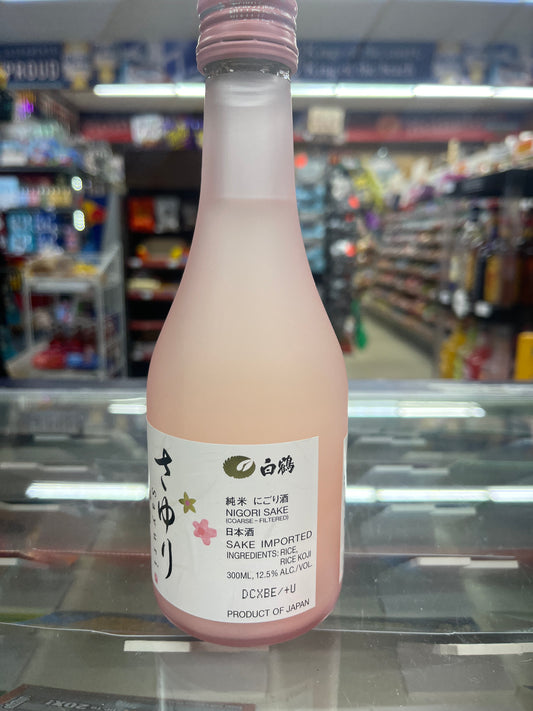 PROUD
さゆり
白鶴
純米 にごり酒
NIGORI SAKE
(COARSE-FILTERED)
日本酒
SAKE IMPORTED
INGREDIENTS: RICE,
RICE KOJI
300ML, 12.5% ALC./VOL.
DCXBE/+U
PRODUCT OF JAPAN